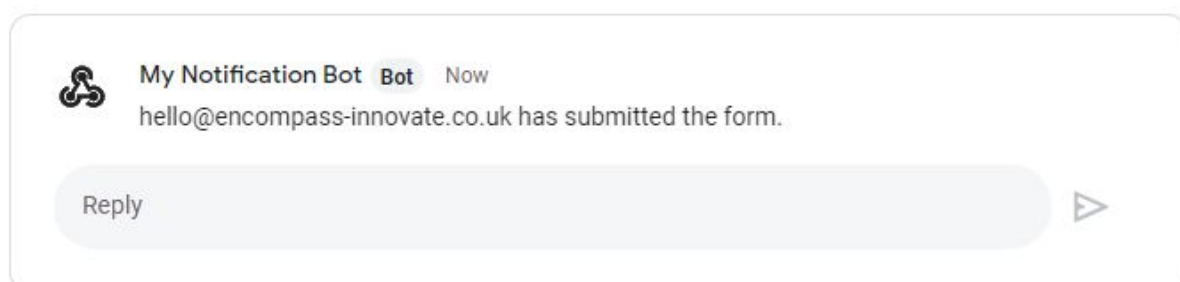 My Notification Bot Bot Now
hello@encompass-innovate.co.uk has submitted the form.
Reply